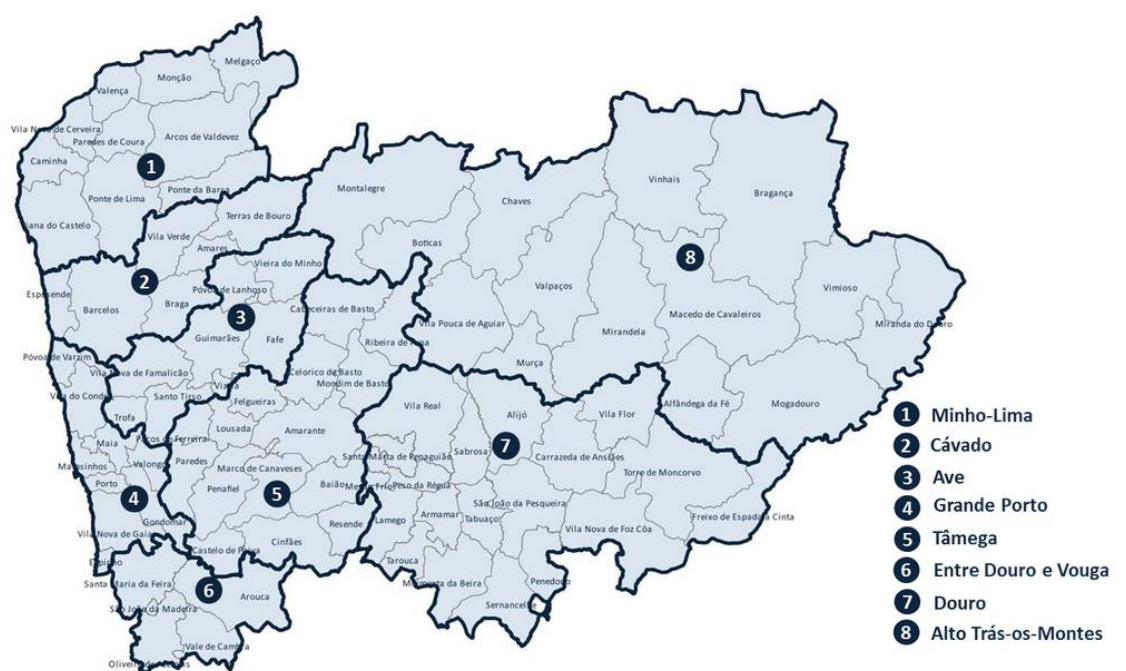 Melgaço
Monção
Valença
Vila Nova de Cerveira
Arcos de Valdevez
Paredes de Coura
Caminha
1
Ponte da Barca
Ponte de Lima
Viana do Castelo
Terras de Bouro
Vila Verde
Amares
Vieira do Minho
2
Póvoa de Lanhoso
Esposende
Braga
Barcelos
3
Guimarães
Fafe
Póvoa de Varzim
Vila Nova de Famalicão
Vila do Conde
Vizela
Santo Tirso
Trofa
Montalegre
Chaves
Boticas
Vinhais
Bragança
8
Valpaços
Vimioso
Macedo de Cavaleiros
Miranda do Douro
Mirandela
Vila Pouca de Aguiar
Cabeceiras de Basto
Ribeira de Pena
Murça
Celorico de Basto
Mondim de Basto
Alfândega da Fé
Mogadouro
Felgueiras
Vila Real
Alijó
Vila Flor
Lousada
Amarante
Paços de Ferreira
Maia
Matosinhos
Valongo
Paredes
Marco de Canaveses
Santa Marta de Penaguião
Sabrosa
7
Carrazeda de Ansiães
Torre de Moncorvo
Porto
4
Penafiel
5
Baião
Mesão Frio
Peso da Régua
São João da Pesqueira
Gondomar
Vila Nova de Gaia
Resende
Lamego
Armamar
Tabuaço
Vila Nova de Foz Côa
Freixo de Espada à Cinta
Cinfães
Castelo de Paiva
Espinho
Tarouca
Santa Maria da Feira
6
Arouca
Moimenta da Beira
Penedono
São João da Madeira
Sernancelhe
Vale de Cambra
Oliveira de Azeméis
1 Minho-Lima
2 Cávado
3 Ave
4 Grande Porto
5 Tâmega
6 Entre Douro e Vouga
7 Douro
8 Alto Trás-os-Montes